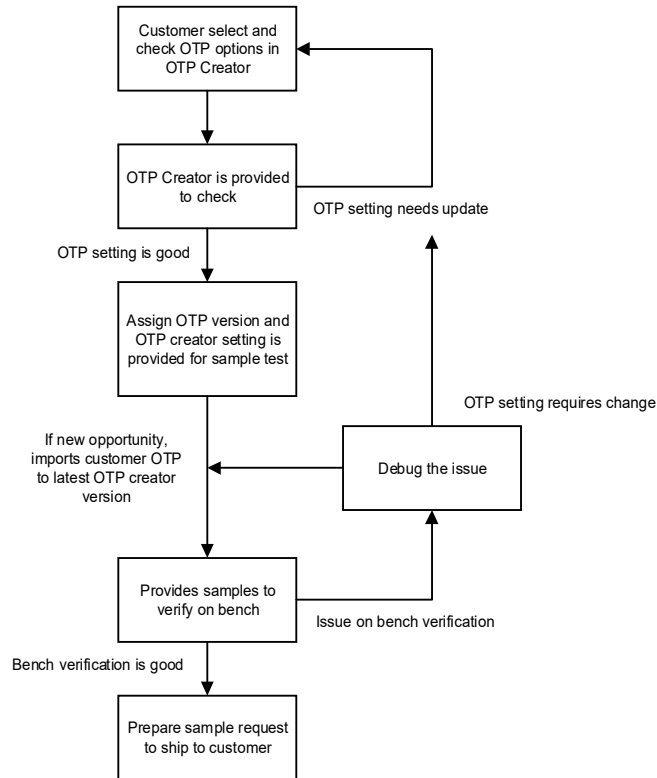 Customer select and
check OTP options in
OTP Creator
OTP Creator is provided
to check
OTP setting needs update
OTP setting is good
Assign OTP version and
OTP creator setting is
provided for sample test
OTP setting requires change
If new opportunity,
imports customer OTP
to latest OTP creator
version
Debug the issue
Provides samples to
verify on bench
Issue on bench verification
Bench verification is good
Prepare sample request
to ship to customer